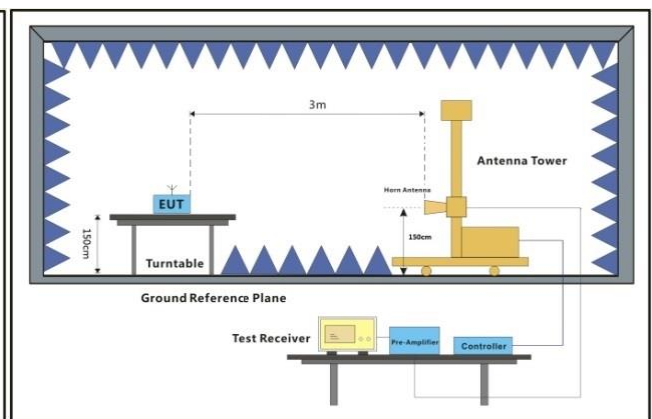 3m
Antenna Tower
Horn Antenna
EUT
150cm
150cm
Turntable
Ground Reference Plane
Test Receiver
Pre-Amplifier
Controller